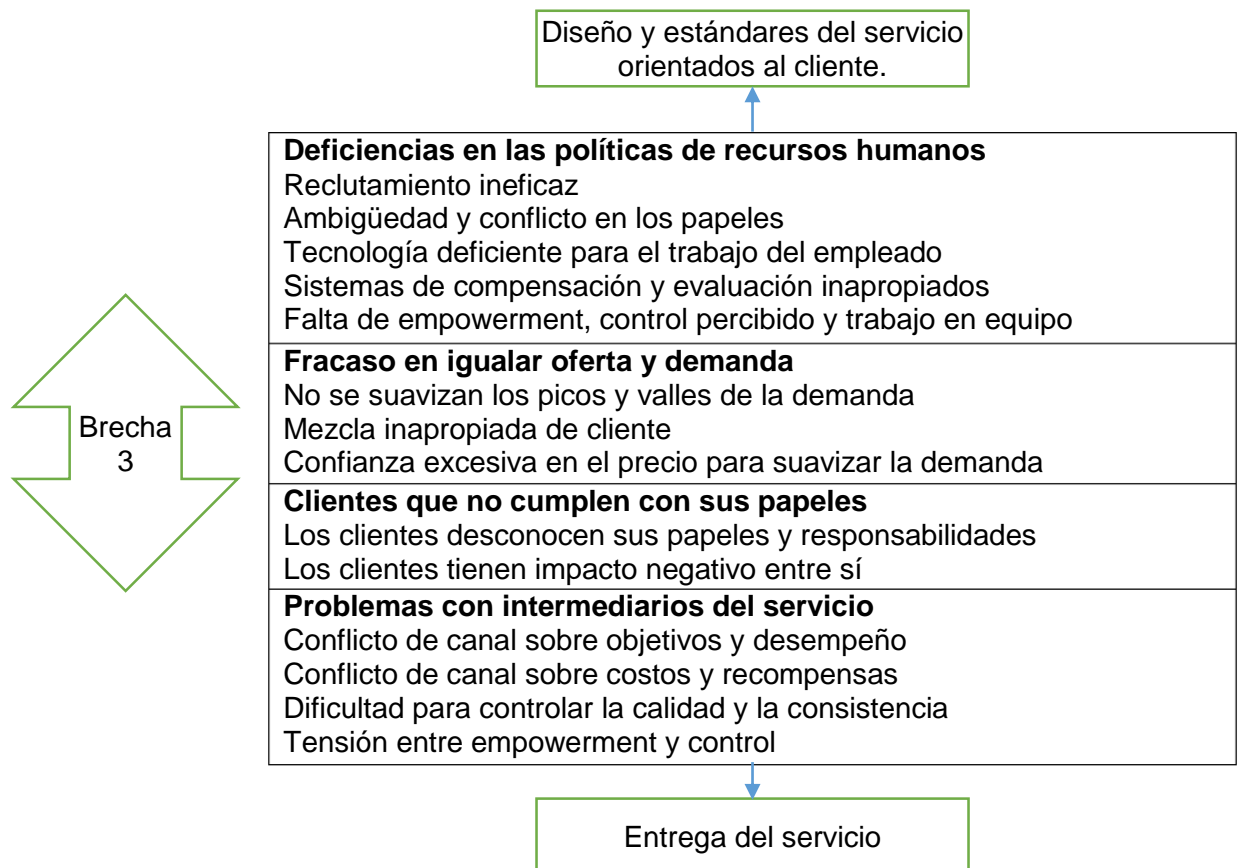 Diseño y estándares del servicio
orientados al cliente.
Deficiencias en las políticas de recursos humanos
Reclutamiento ineficaz
Ambigüedad y conflicto en los papeles
Tecnología deficiente para el trabajo del empleado
Sistemas de compensación y evaluación inapropiados
Falta de empowerment, control percibido y trabajo en equipo
Fracaso en igualar oferta y demanda
No se suavizan los picos y valles de la demanda
Mezcla inapropiada de cliente
Confianza excesiva en el precio para suavizar la demanda
Clientes que no cumplen con sus papeles
Los clientes desconocen sus papeles y responsabilidades
Los clientes tienen impacto negativo entre sí
Problemas con intermediarios del servicio
Conflicto de canal sobre objetivos y desempeño
Conflicto de canal sobre costos y recompensas
Dificultad para controlar la calidad y la consistencia
Tensión entre empowerment y control
Brecha
3
Entrega del servicio